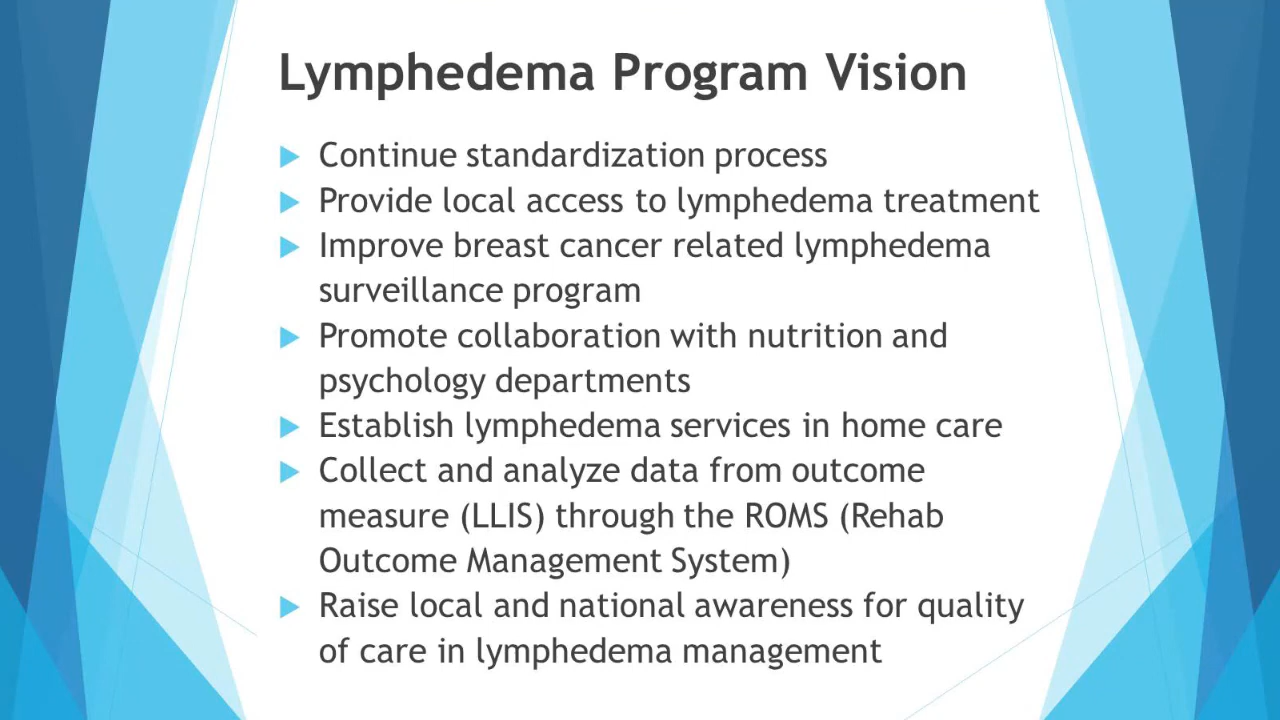 Lymphedema Program Vision
Continue standardization process
Provide local access to lymphedema treatment
Improve breast cancer related lymphedema
surveillance program
Promote collaboration with nutrition and
psychology departments
Establish lymphedema services in home care
Collect and analyze data from outcome
measure (LLIS) through the ROMS (Rehab
Outcome Management System)
Raise local and national awareness for quality
of care in lymphedema management